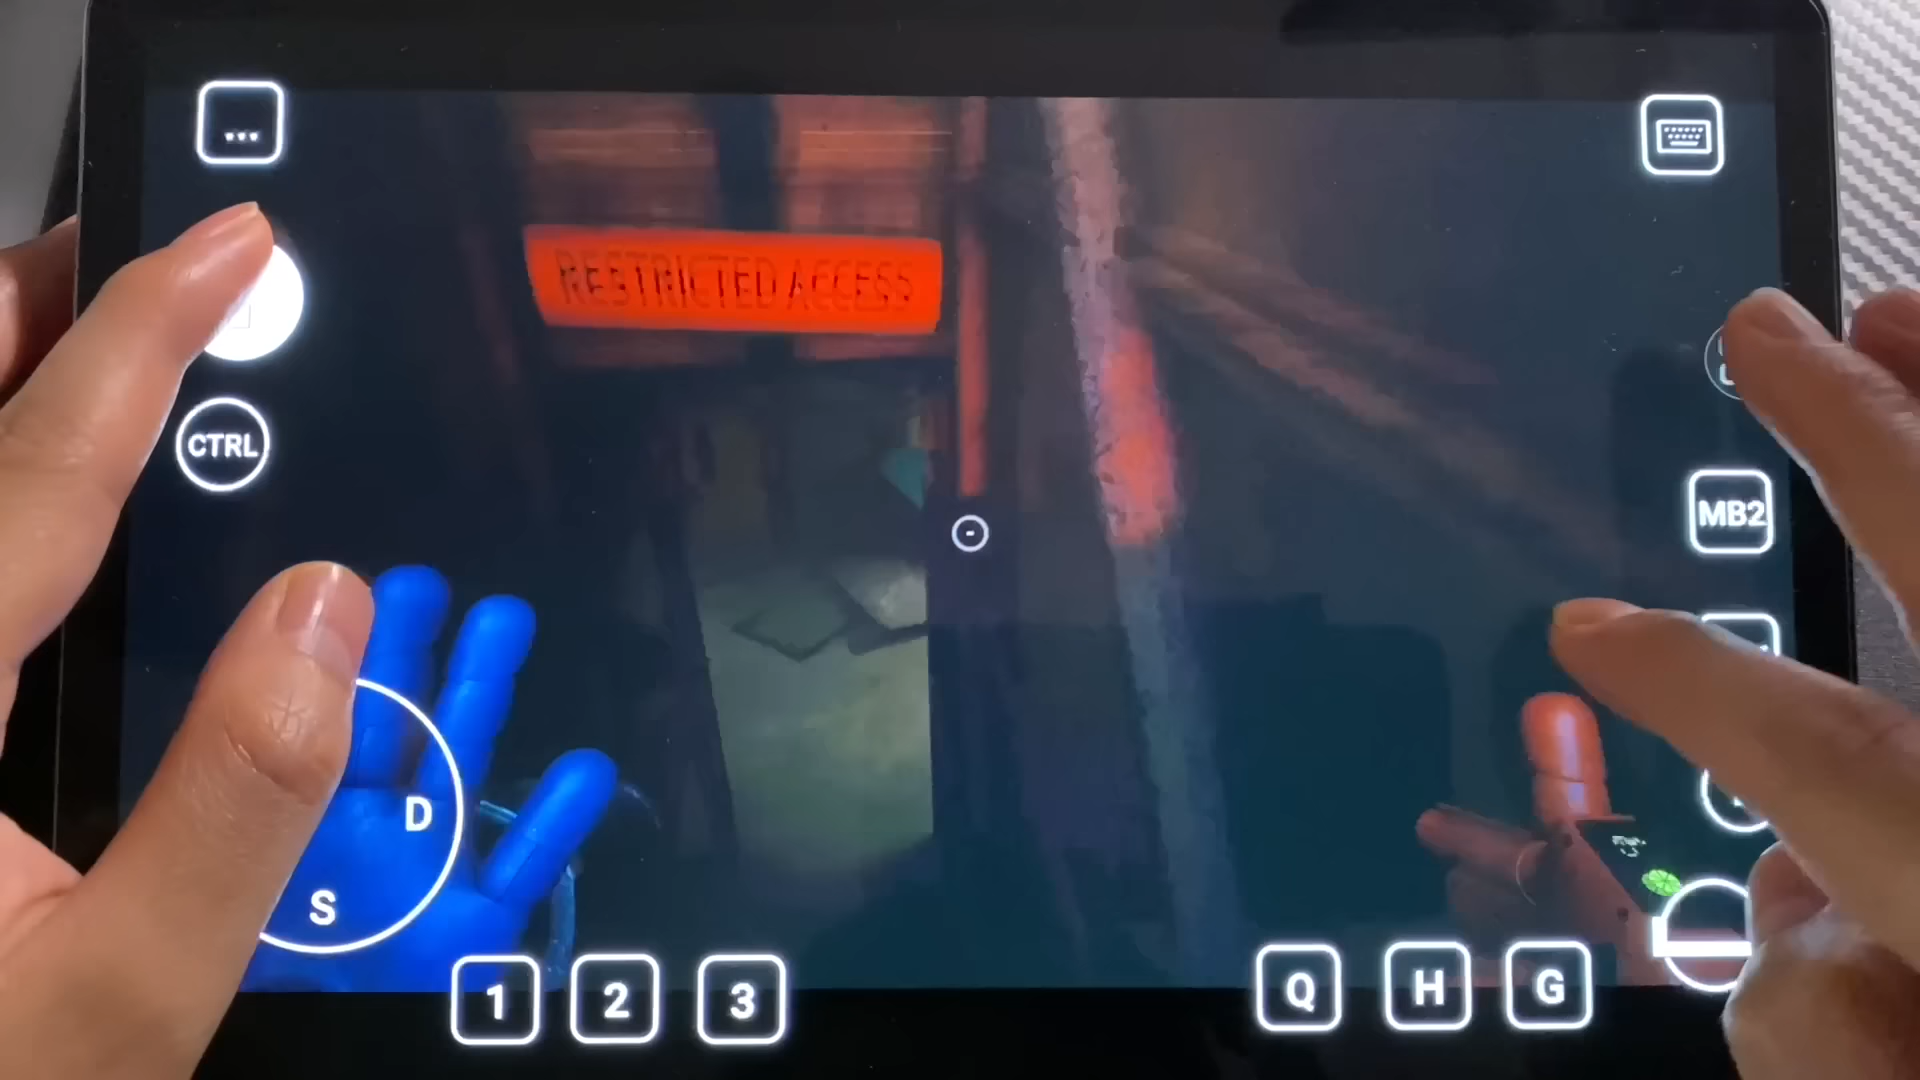 ...
RESTRICTED ACCESS
CTRL
MB2
D
S
1 2 3 Q H G